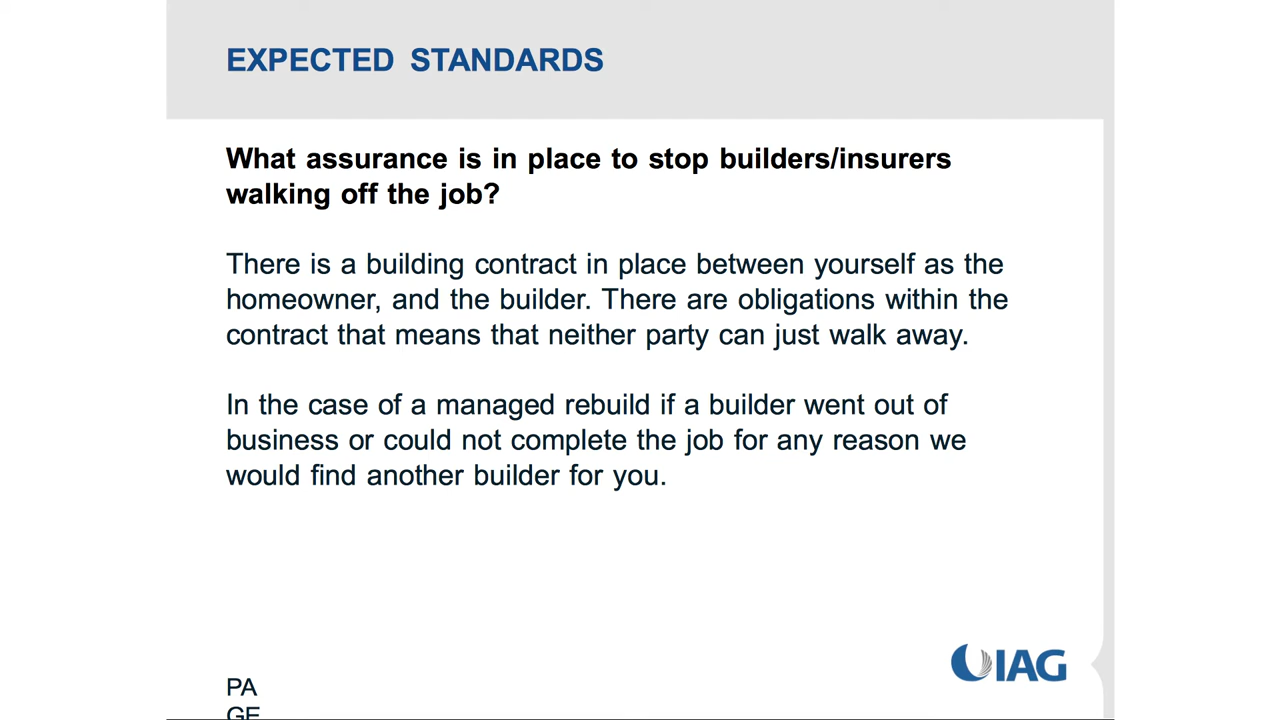 EXPECTED STANDARDS
What assurance is in place to stop builders/insurers
walking off the job?
There is a building contract in place between yourself as the
homeowner, and the builder. There are obligations within the
contract that means that neither party can just walk away.
In the case of a managed rebuild if a builder went out of
business or could not complete the job for any reason we
would find another builder for you.
IAG
PA
GE